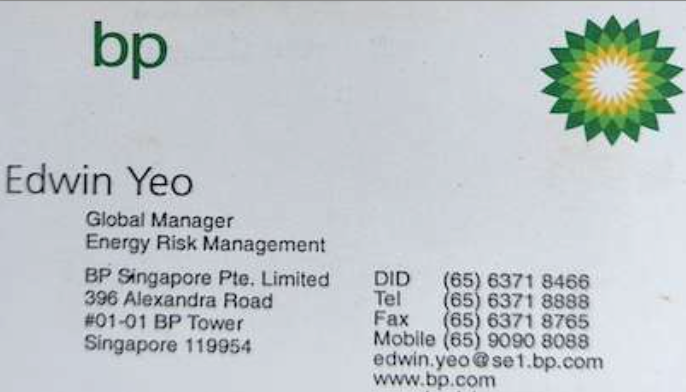 bp
Edwin Yeo
Global Manager
Energy Risk Management
BP Singapore Pte. Limited
396 Alexandra Road
#01-01 BP Tower
Singapore 119954
DID (65) 6371 8466
Tel (65) 6371 8888
Fax (65) 6371 8765
Mobile (65) 9090 8088
edwin.yeo@se1.bp.com
www.bp.com